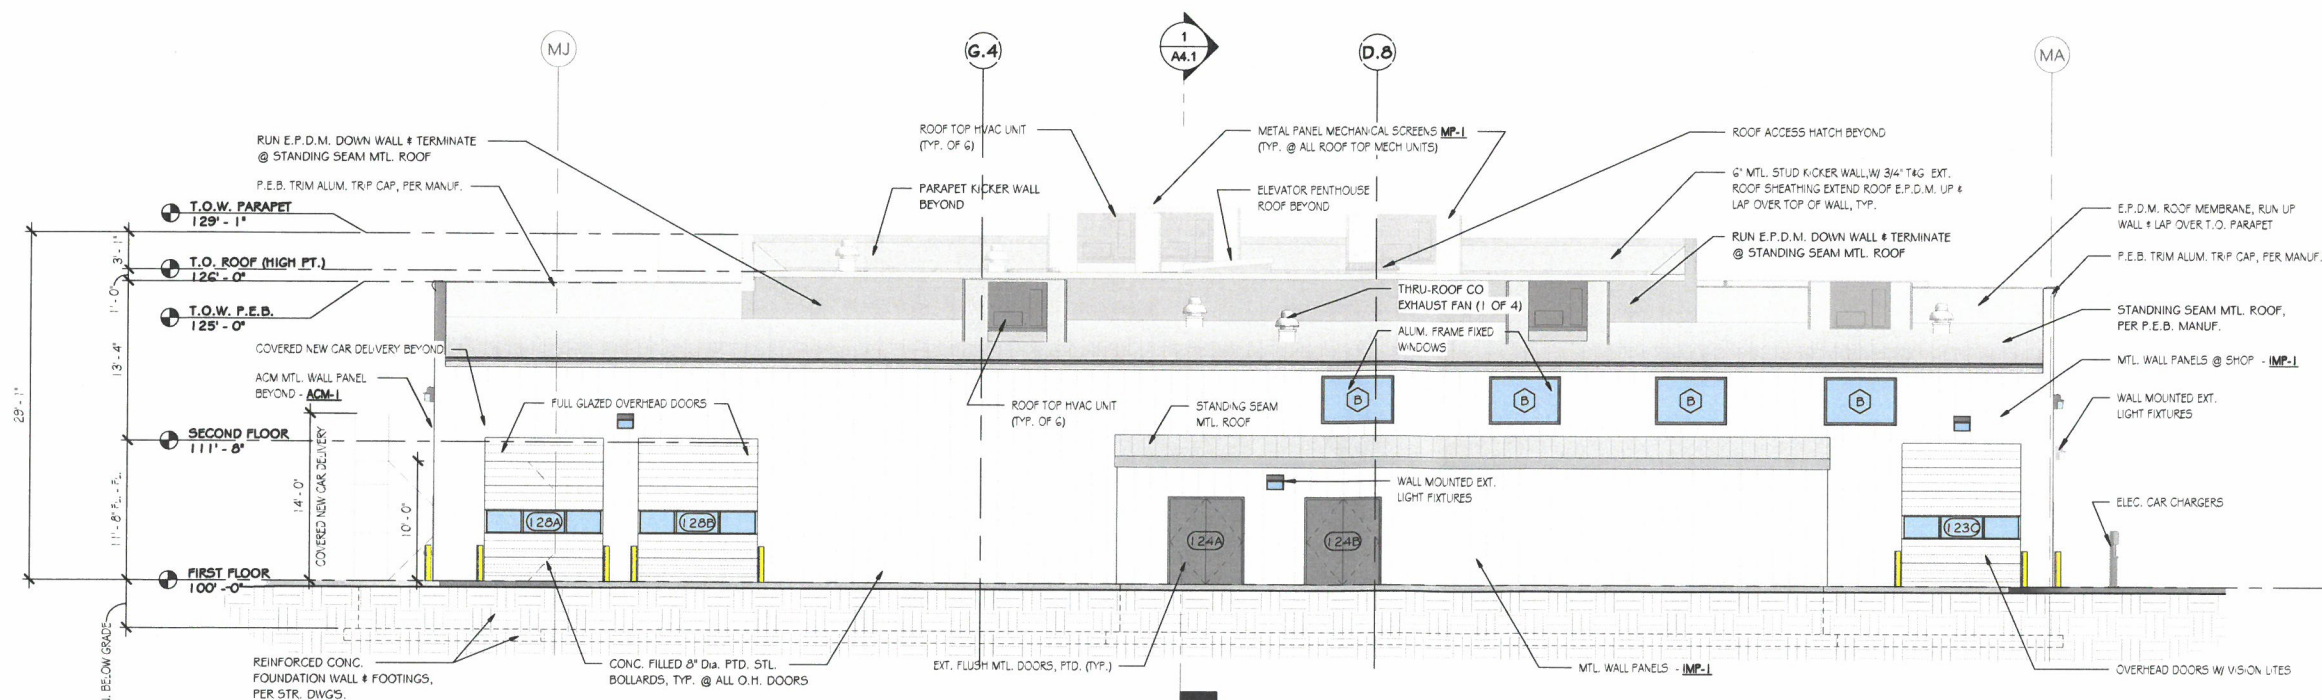 MJ
G.4
1
A4.1
D.8
MA
RUN E.P.D.M. DOWN WALL & TERMINATE
@ STANDING SEAM MTL. ROOF
P.E.B. TRIM ALUM. TRIP CAP, PER MANUF.
ROOF TOP HVAC UNIT
(TYP. OF 6)
PARAPET KICKER WALL
BEYOND
METAL PANEL MECHANICAL SCREENS MP-1
(TYP. @ ALL ROOF TOP MECH UNITS)
ELEVATOR PENTHOUSE
ROOF BEYOND
ROOF ACCESS HATCH BEYOND
6" MTL. STUD KICKER WALL, W/ 3/4" T&G EXT.
ROOF SHEATHING EXTEND ROOF E.P.D.M. UP &
LAP OVER TOP OF WALL, TYP.
RUN E.P.D.M. DOWN WALL & TERMINATE
@ STANDING SEAM MTL. ROOF
E.P.D.M. ROOF MEMBRANE, RUN UP
WALL & LAP OVER T.O. PARAPET
P.E.B. TRIM ALUM. TRIP CAP, PER MANUF.
STANDNING SEAM MTL. ROOF,
PER P.E.B. MANUF.
MTL. WALL PANELS @ SHOP - IMP-1
WALL MOUNTED EXT.
LIGHT FIXTURES
ELEC. CAR CHARGERS
T.O.W. PARAPET
129' - 1"
T.O. ROOF (HIGH PT.)
126' - 0"
T.O.W. P.E.B.
125' - 0"
SECOND FLOOR
111' - 8"
FIRST FLOOR
100' -0"
29' - 1"
3' - 1"
1' - 0"
13' - 4"
11' - 8" FL. - FL.
14' - 0"
COVERED NEW CAR DELIVERY
10' - 0"
COVERED NEW CAR DELIVERY BEYOND
ACM MTL. WALL PANEL
BEYOND - ACM-1
FULL GLAZED OVERHEAD DOORS
ROOF TOP HVAC UNIT
(TYP. OF 6)
THRU-ROOF CO
EXHAUST FAN (1 OF 4)
ALUM. FRAME FIXED
WINDOWS
STANDING SEAM
MTL. ROOF
WALL MOUNTED EXT.
LIGHT FIXTURES
B
B
B
B
128A
128B
124A
124B
123C
BELOW GRADE
REINFORCED CONC.
FOUNDATION WALL & FOOTINGS,
PER STR. DWGS.
CONC. FILLED 8" Dia. PTD. STL.
BOLLARDS, TYP. @ ALL O.H. DOORS
EXT. FLUSH MTL. DOORS, PTD. (TYP.)
MTL. WALL PANELS - IMP-1
OVERHEAD DOORS W/ VISION LITES